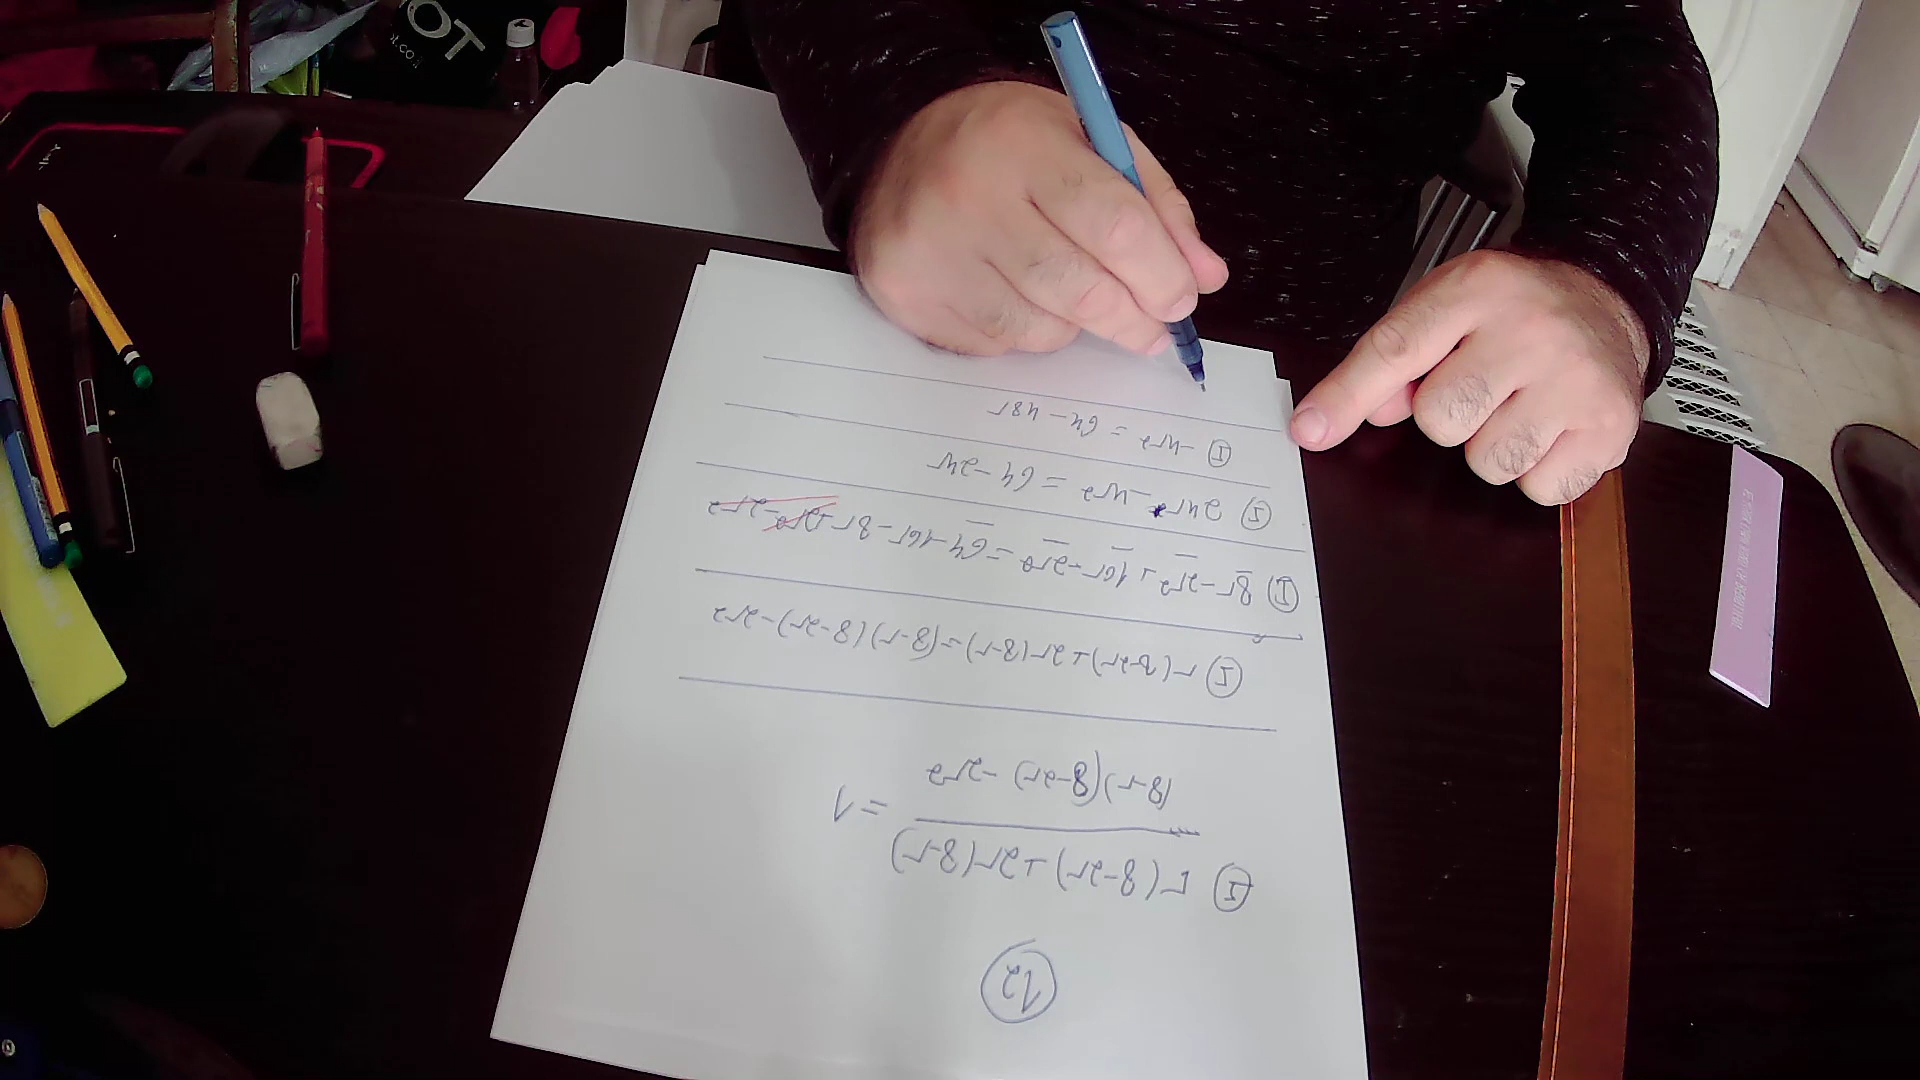 12
Ⓘ r(8-2r)+2r(8-r)
(8-r)(8-2r) -2r² = 1
Ⓘ r(8-2r)+2r(8-r)=(8-r)(8-2r)-2r²
Ⓘ 8r-2r²+16r-2r² = 64-16r-8r+2r²-2r²
Ⓘ 24r -4r² = 64-24r
Ⓘ -4r² = 64-48r
OT